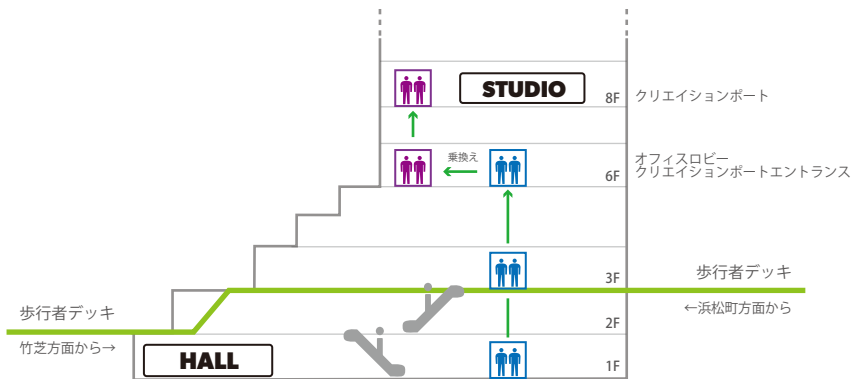 STUDIO
8F
クリエイションポート
乗換え
6F
オフィスロビー
クリエイションポートエントランス
3F
歩行者デッキ
←浜松町方面から
歩行者デッキ
2F
竹芝方面から→
HALL
1F